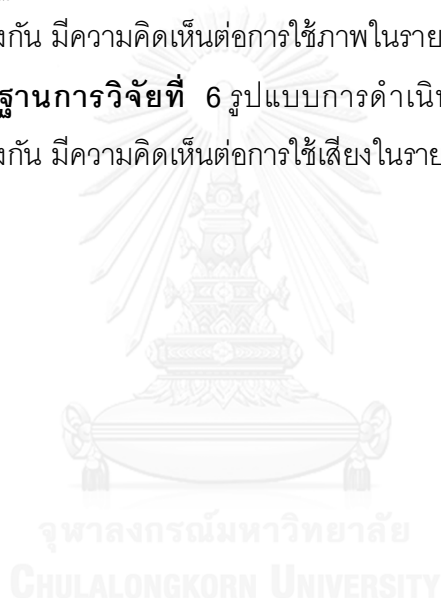 งกัน มีความคิดเห็นต่อการใช้ภาพในราย
ฐานการวิจัยที่ 6 รูปแบบการดำเนิน
งกัน มีความคิดเห็นต่อการใช้เสียงในราย
จุฬาลงกรณ์มหาวิทยาลัย
CHULALONGKORN UNIVERSITY